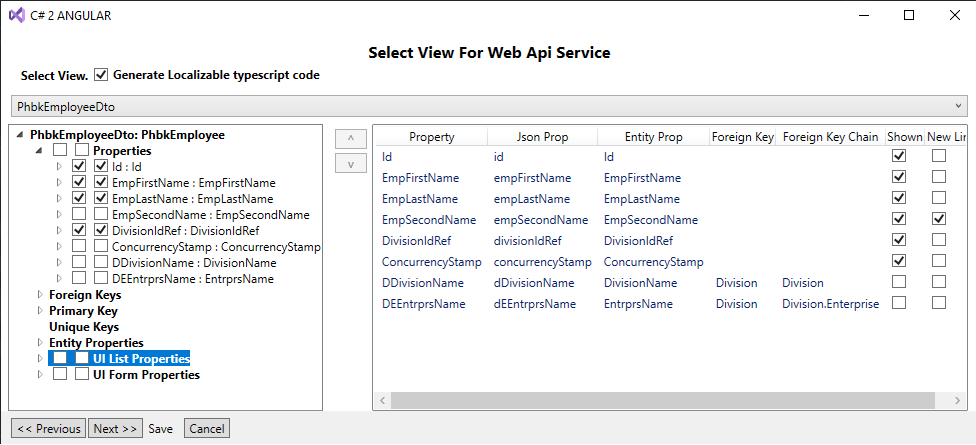 C# 2 ANGULAR
Select View For Web Api Service
Select View. Generate Localizable typescript code
PhbkEmployeeDto
PhbkEmployeeDto: PhbkEmployee
Properties
Id : Id
EmpFirstName : EmpFirstName
EmpLastName : EmpLastName
EmpSecondName : EmpSecondName
DivisionIdRef : DivisionIdRef
ConcurrencyStamp : ConcurrencyStamp
DDivisionName : DivisionName
DEEntrprsName : EntrprsName
Foreign Keys
Primary Key
Unique Keys
Entity Properties
UI List Properties
UI Form Properties
Property Json Prop Entity Prop Foreign Key Foreign Key Chain Shown New Lin
Id id Id
EmpFirstName empFirstName EmpFirstName
EmpLastName empLastName EmpLastName
EmpSecondName empSecondName EmpSecondName
DivisionIdRef divisionIdRef DivisionIdRef
ConcurrencyStamp concurrencyStamp ConcurrencyStamp
DDivisionName dDivisionName DivisionName Division Division
DEEntrprsName dEEntrprsName EntrprsName Division Division.Enterprise
<< Previous Next >> Save Cancel